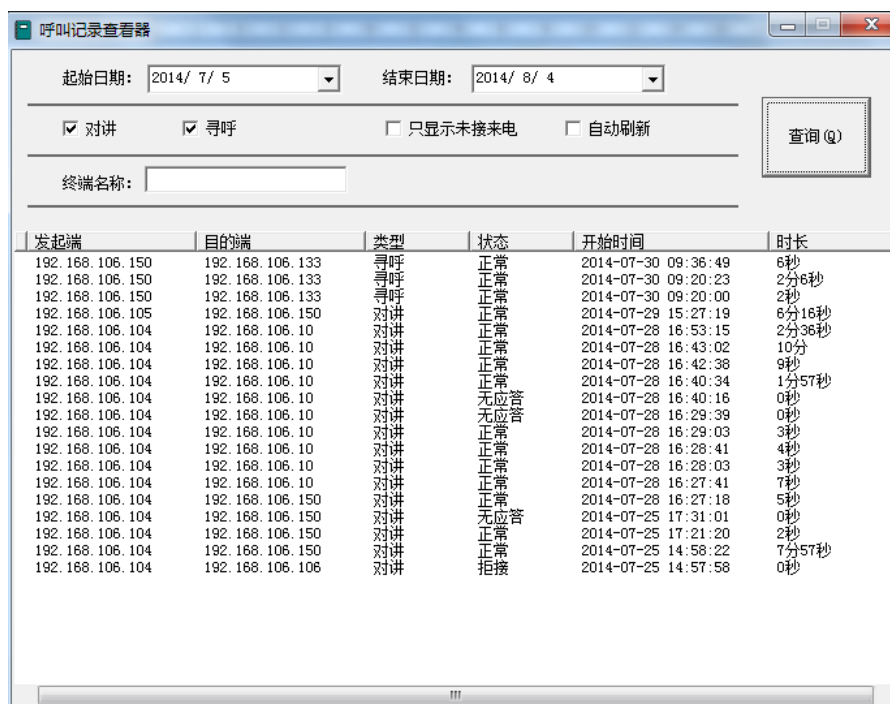 呼叫记录查看器
起始日期: 2014/ 7/ 5 结束日期: 2014/ 8/ 4
对讲 寻呼 只显示未接来电 自动刷新 查询(Q)
终端名称:
发起端 目的端 类型 状态 开始时间 时长
192.168.106.150 192.168.106.133 寻呼 正常 2014-07-30 09:36:49 6秒
192.168.106.150 192.168.106.133 寻呼 正常 2014-07-30 09:20:23 2分6秒
192.168.106.150 192.168.106.133 寻呼 正常 2014-07-30 09:20:00 2秒
192.168.106.105 192.168.106.150 对讲 正常 2014-07-29 15:27:19 6分16秒
192.168.106.104 192.168.106.10 对讲 正常 2014-07-28 16:53:15 2分36秒
192.168.106.104 192.168.106.10 对讲 正常 2014-07-28 16:43:02 10分
192.168.106.104 192.168.106.10 对讲 正常 2014-07-28 16:42:38 9秒
192.168.106.104 192.168.106.10 对讲 正常 2014-07-28 16:40:34 1分57秒
192.168.106.104 192.168.106.10 对讲 无应答 2014-07-28 16:40:16 0秒
192.168.106.104 192.168.106.10 对讲 无应答 2014-07-28 16:29:39 0秒
192.168.106.104 192.168.106.10 对讲 正常 2014-07-28 16:29:03 3秒
192.168.106.104 192.168.106.10 对讲 正常 2014-07-28 16:28:41 4秒
192.168.106.104 192.168.106.10 对讲 正常 2014-07-28 16:28:03 3秒
192.168.106.104 192.168.106.10 对讲 正常 2014-07-28 16:27:41 7秒
192.168.106.104 192.168.106.150 对讲 正常 2014-07-28 16:27:18 5秒
192.168.106.104 192.168.106.150 对讲 无应答 2014-07-25 17:31:01 0秒
192.168.106.104 192.168.106.150 对讲 正常 2014-07-25 17:21:20 2秒
192.168.106.104 192.168.106.150 对讲 正常 2014-07-25 14:58:22 7分57秒
192.168.106.104 192.168.106.106 对讲 拒接 2014-07-25 14:57:58 0秒